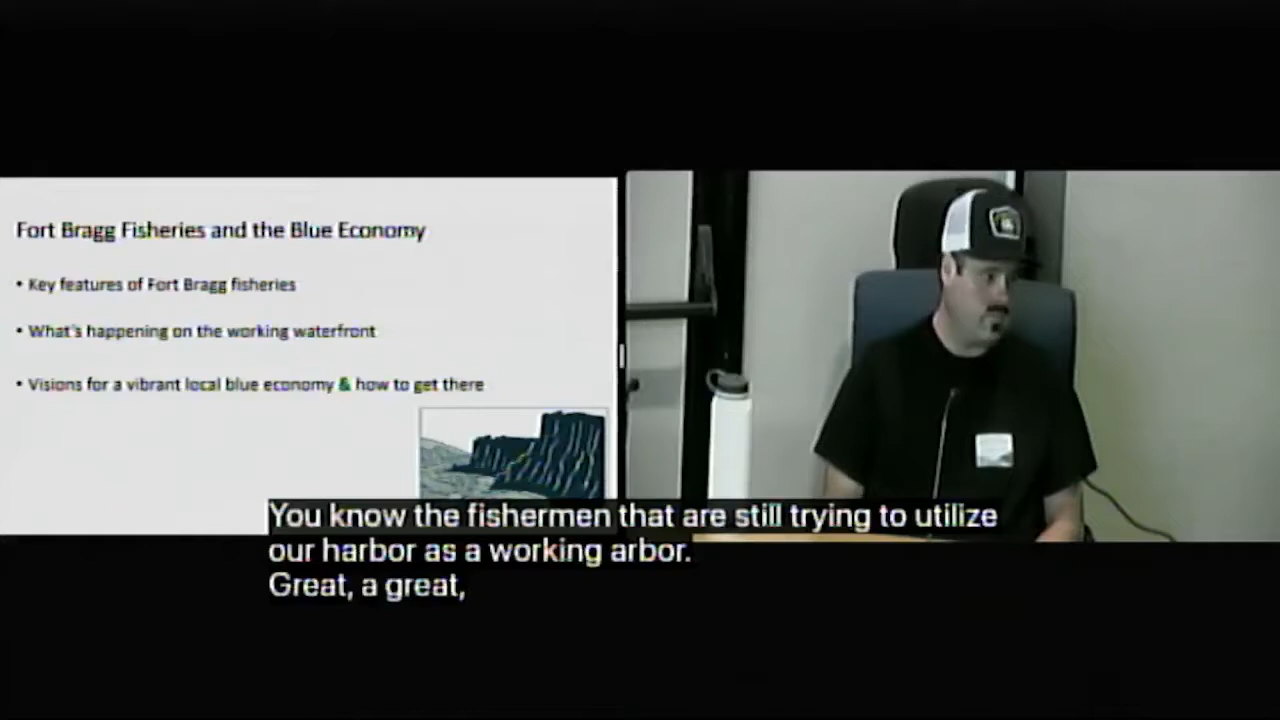 Fort Bragg Fisheries and the Blue Economy
• Key features of Fort Bragg fisheries
• What's happening on the working waterfront
• Visions for a vibrant local blue economy & how to get there
You know the fishermen that are still trying to utilize
our harbor as a working arbor.
Great, a great,